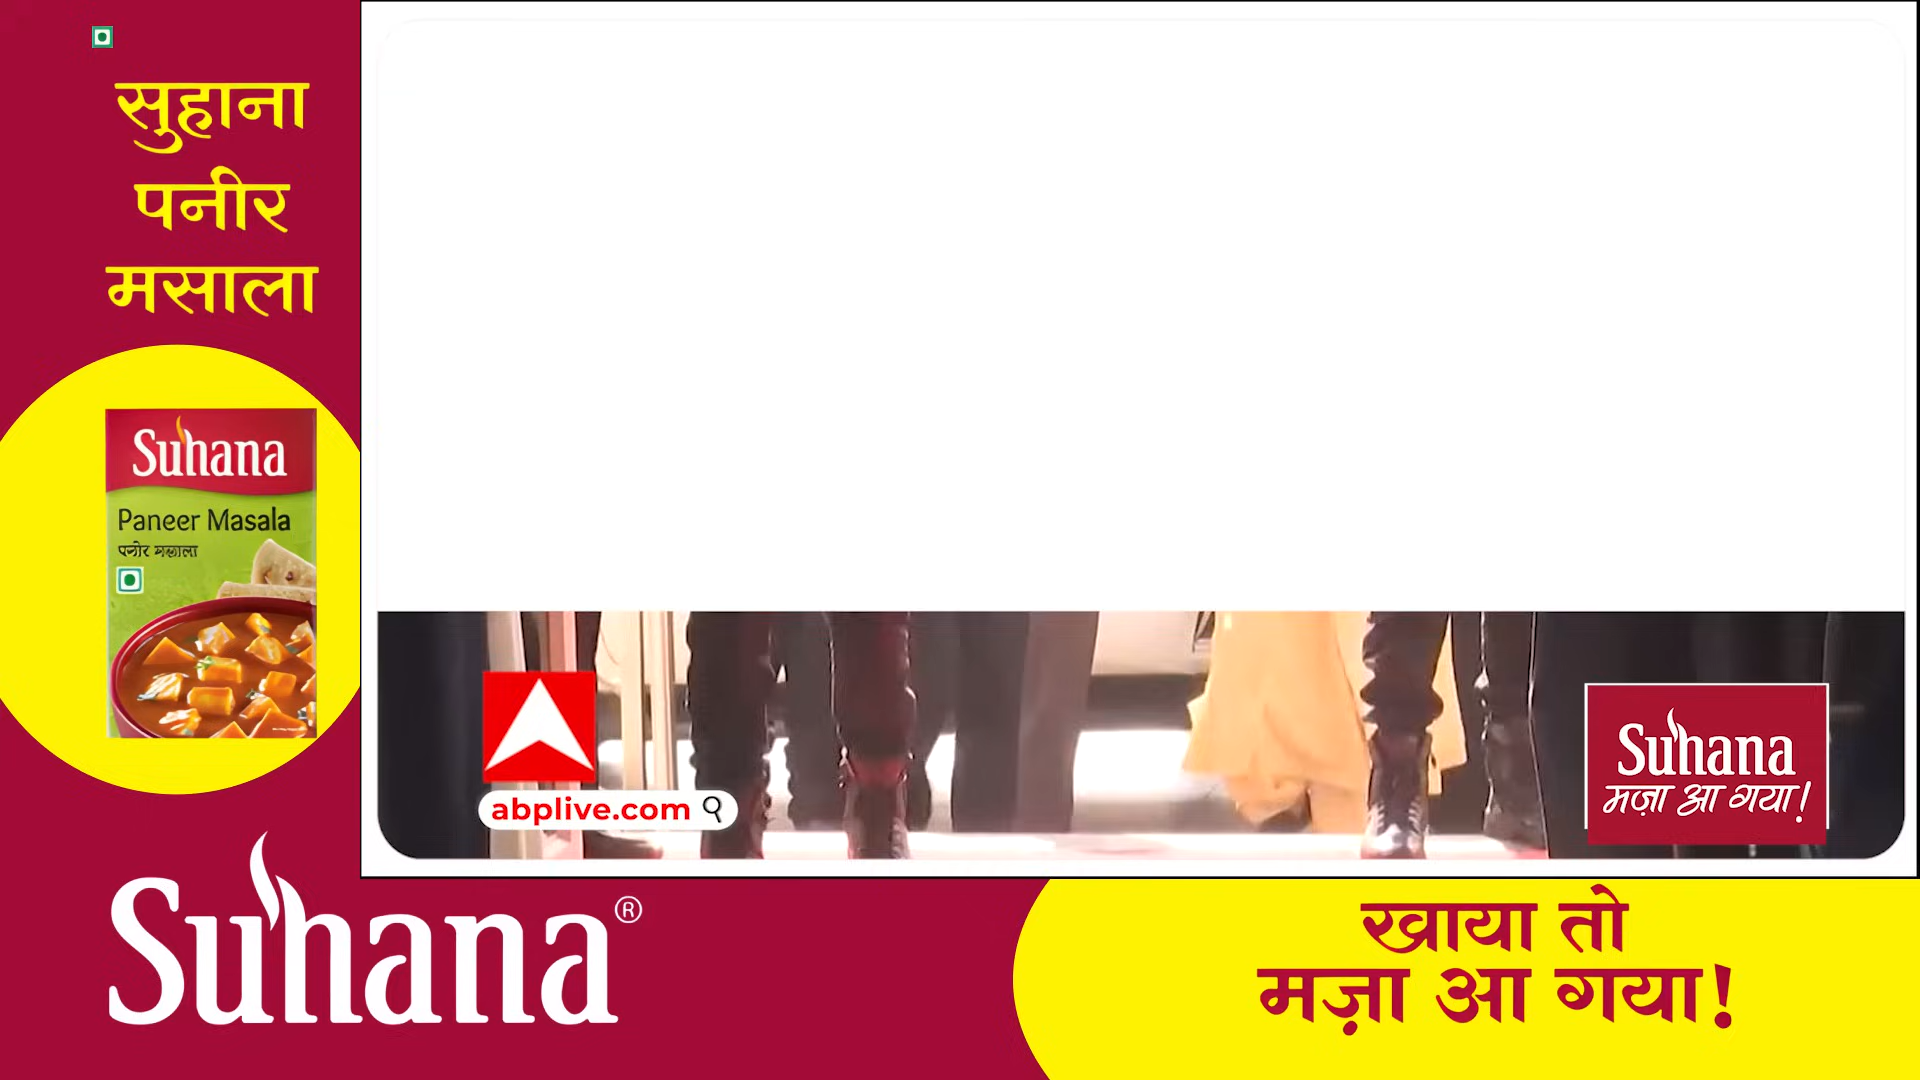 सुहाना
पनीर
मसाला
Suhana
Paneer Masala
पनीर मसाला
abplive.com
Suhana
मज़ा आ गया!
Suhana®
खाया तो
मज़ा आ गया!